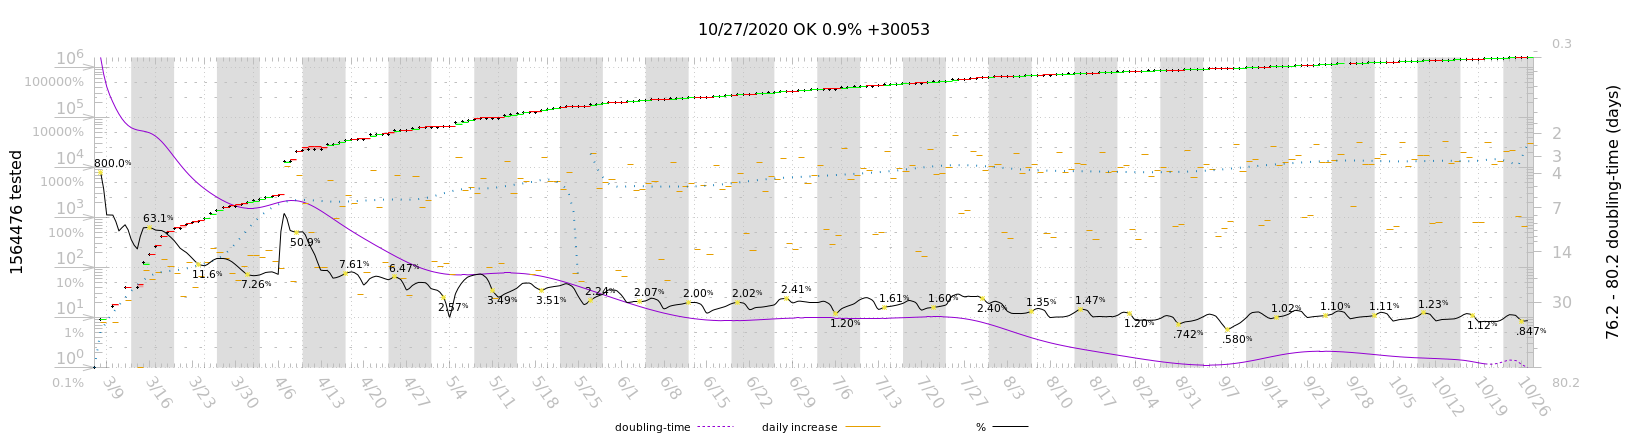 10/27/2020 OK 0.9% +30053
10⁶ 0.3
100000%
10⁵
10000% 2
10⁴ 3
800.0%
1000% 4
10³ 7
63.1%
100%
50.9%
10² 14
11.6% 7.26% 7.61% 6.47%
10%
2.57% 3.49% 3.51% 2.24% 2.07% 2.00% 2.02% 2.41% 1.20% 1.61% 1.60% 2.40% 1.35% 1.47% 1.20% .742% .580% 1.02% 1.10% 1.11% 1.23% 1.12% .847%
10¹ 30
1%
10⁰
0.1% 80.2
3/9 3/16 3/23 3/30 4/6 4/13 4/20 4/27 5/4 5/11 5/18 5/25 6/1 6/8 6/15 6/22 6/29 7/6 7/13 7/20 7/27 8/3 8/10 8/17 8/24 8/31 9/7 9/14 9/21 9/28 10/5 10/12 10/19 10/26
1564476 tested
76.2 - 80.2 doubling-time (days)
doubling-time daily increase %